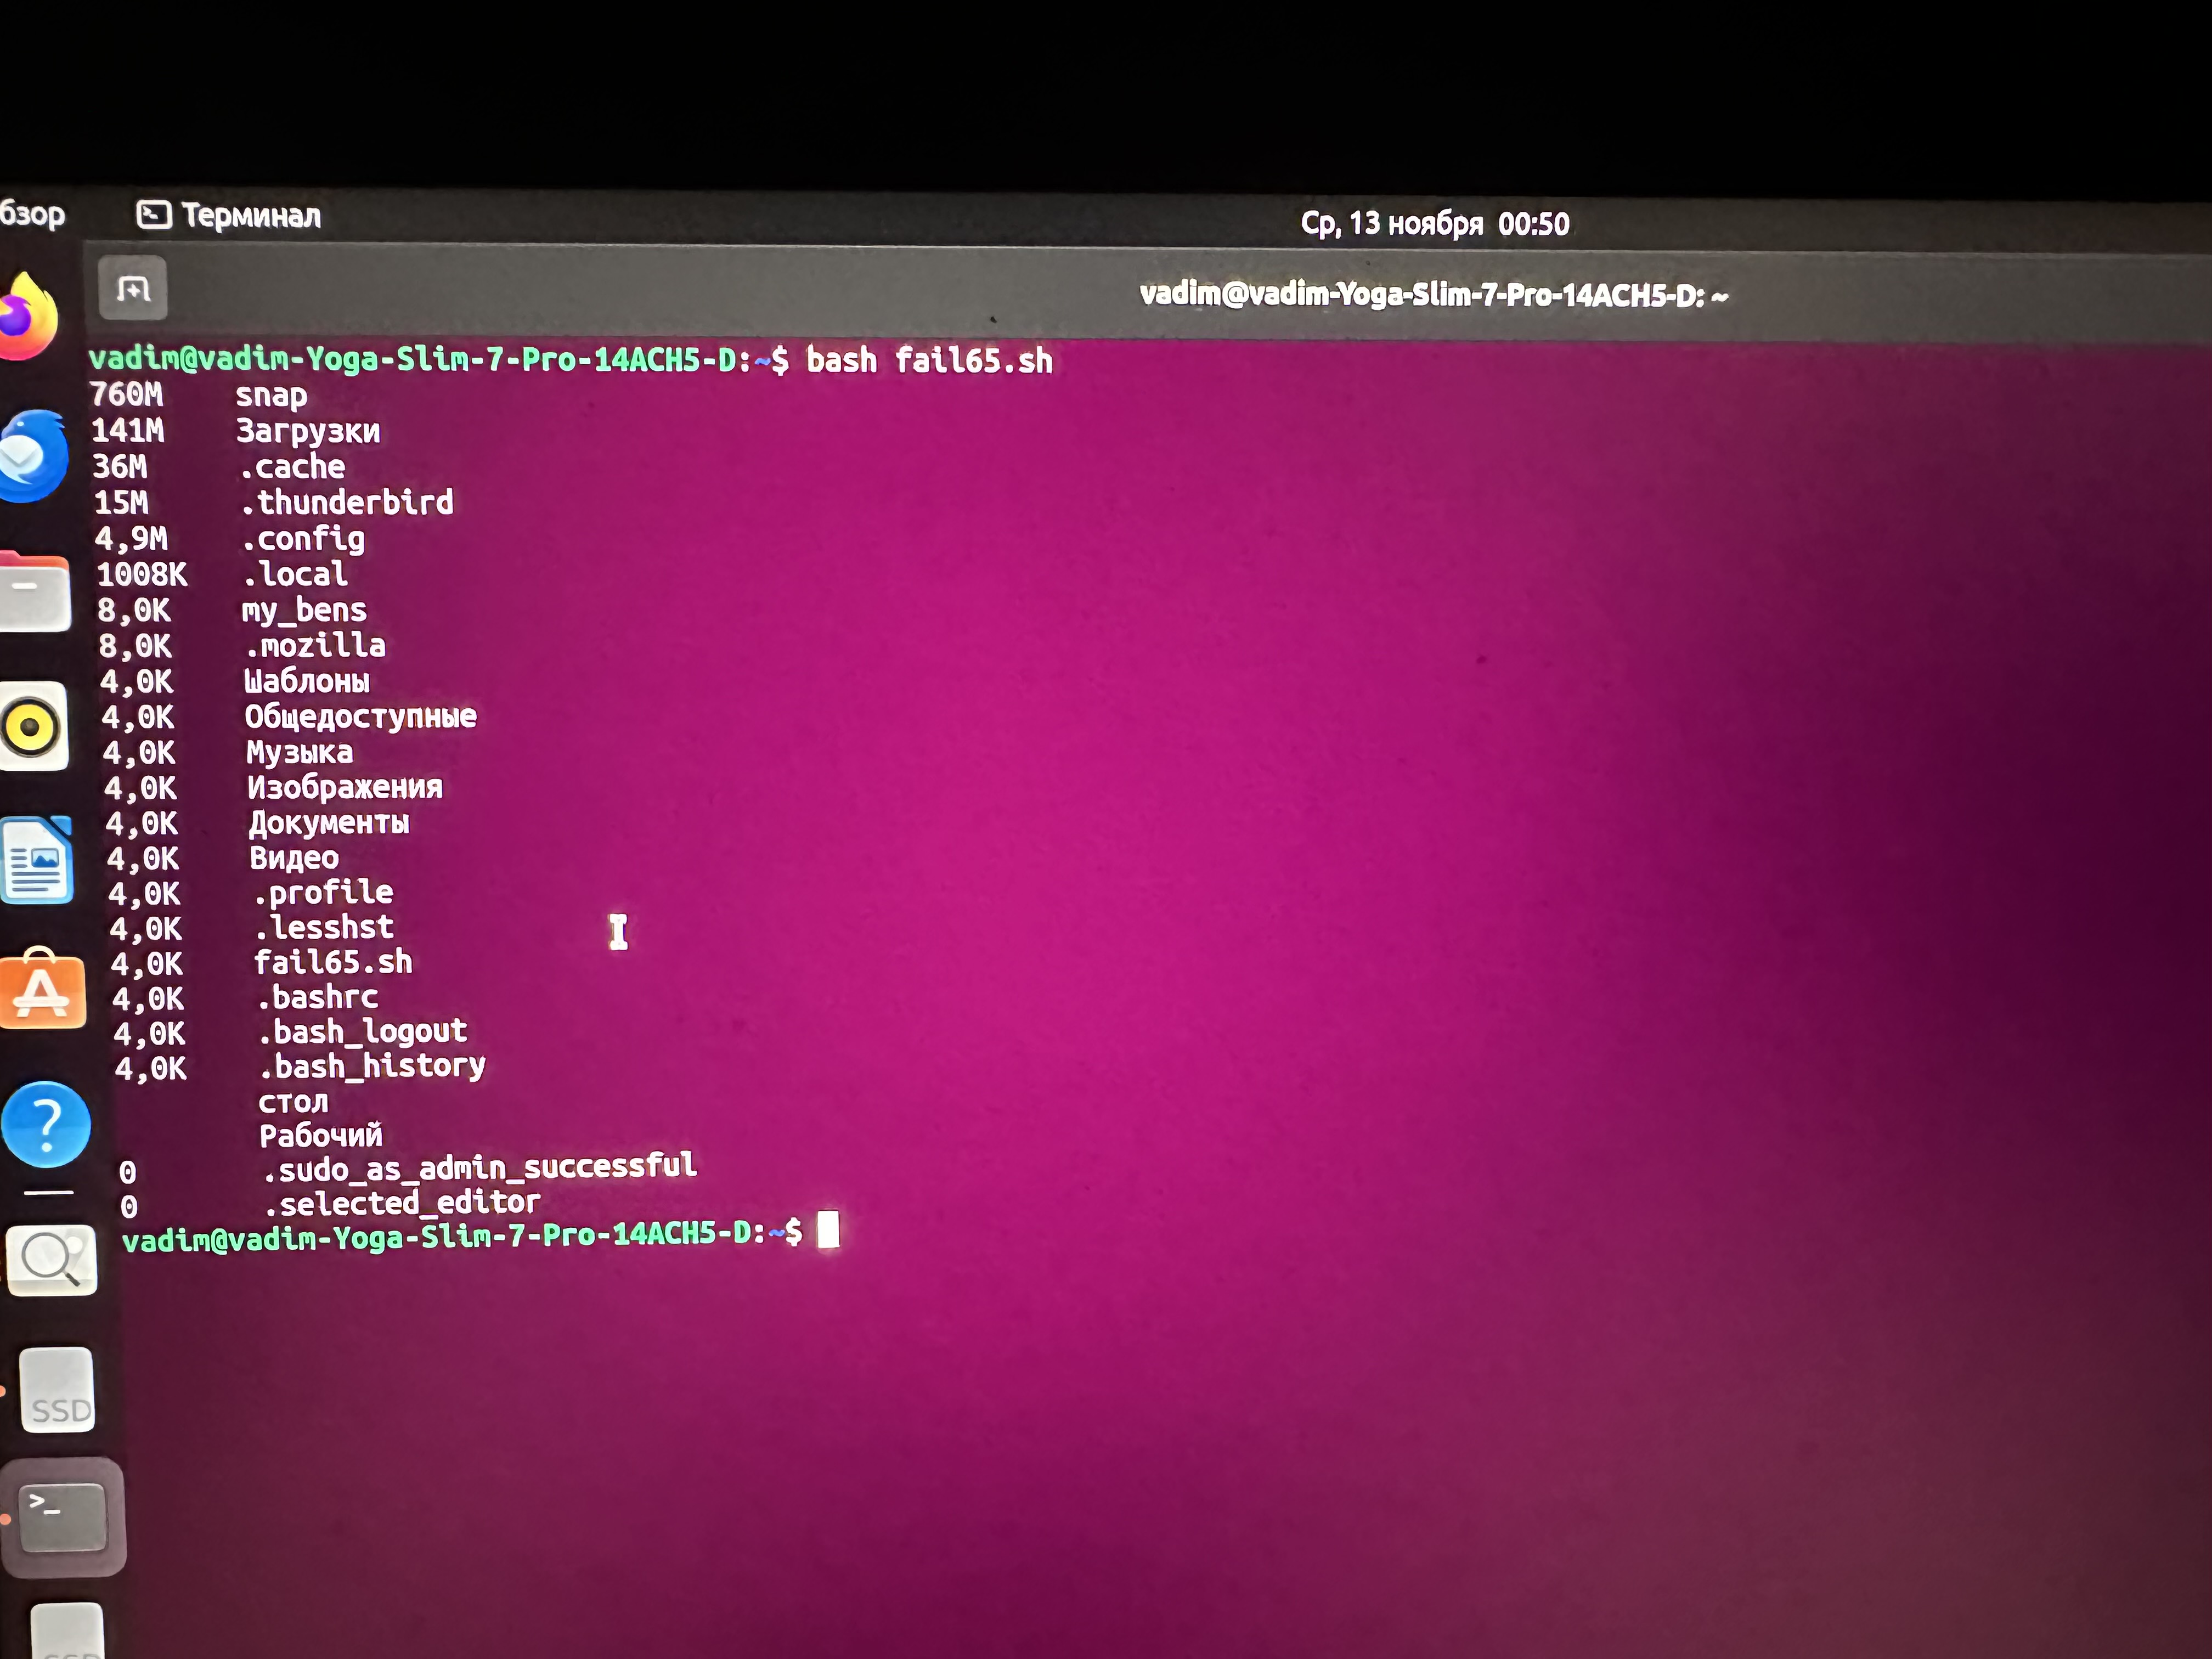 бзор
Терминал
Ср, 13 ноября 00:50
vadim@vadim-Yoga-Slim-7-Pro-14ACH5-D: ~
vadim@vadim-Yoga-Slim-7-Pro-14ACH5-D:~$ bash fail65.sh
760M snap
141M Загрузки
36M .cache
15M .thunderbird
4,9M .config
1008K .local
8,0K my_bens
8,0K .mozilla
4,0K Шаблоны
4,0K Общедоступные
4,0K Музыка
4,0K Изображения
4,0K Документы
4,0K Видео
4,0K .profile
4,0K .lesshst
4,0K fail65.sh
4,0K .bashrc
4,0K .bash_logout
4,0K .bash_history
стол
Рабочий
0 .sudo_as_admin_successful
0 .selected_editor
vadim@vadim-Yoga-Slim-7-Pro-14ACH5-D:~$
SSD
>_
SSD